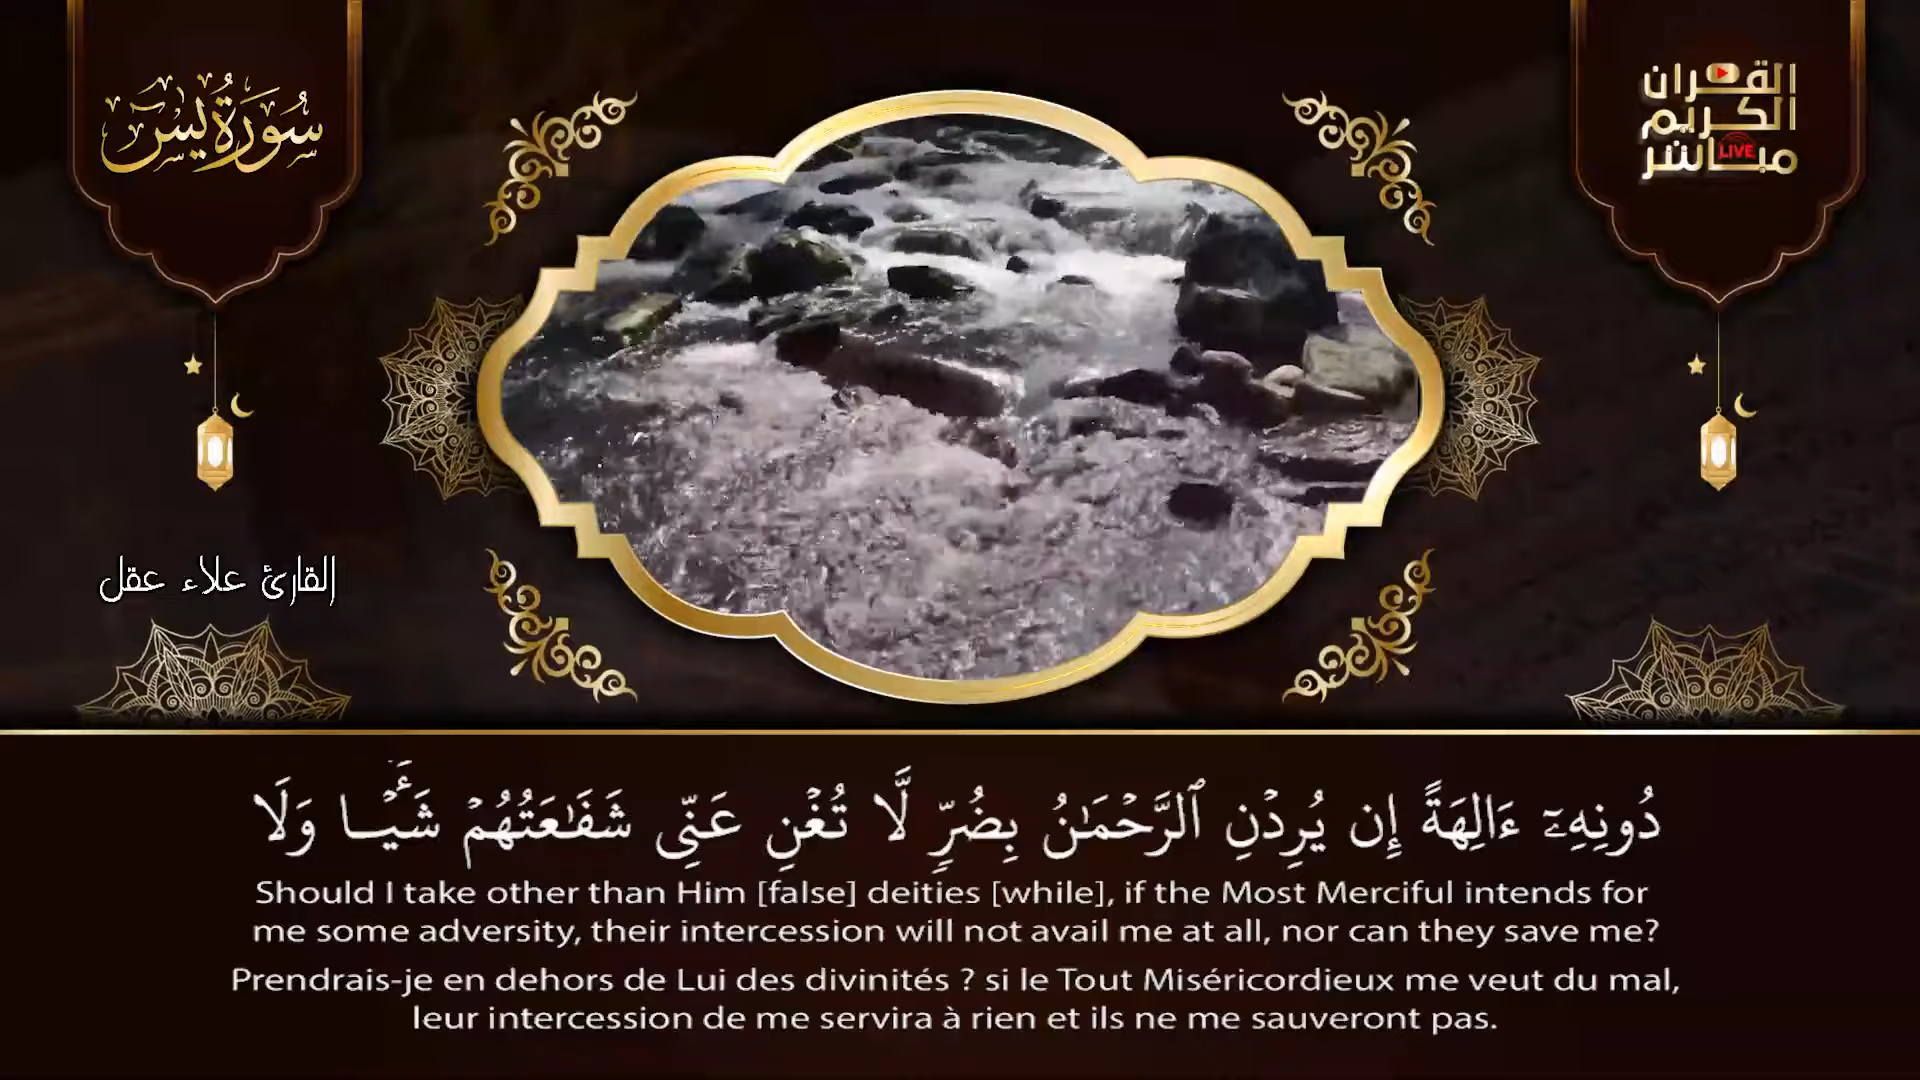 سُورَةُ يس
القرآن
الكريم
مباشر
LIVE
القارئ علاء عقل
دُونِهِۦٓ ءَالِهَةً إِن يُرِدْنِ ٱلرَّحْمَٰنُ بِضُرٍّ لَّا تُغْنِ عَنِّى شَفَٰعَتُهُمْ شَيْـًٔا وَلَا
Should I take other than Him [false] deities [while], if the Most Merciful intends for
me some adversity, their intercession will not avail me at all, nor can they save me?
Prendrais-je en dehors de Lui des divinités ? si le Tout Miséricordieux me veut du mal,
leur intercession de me servira à rien et ils ne me sauveront pas.